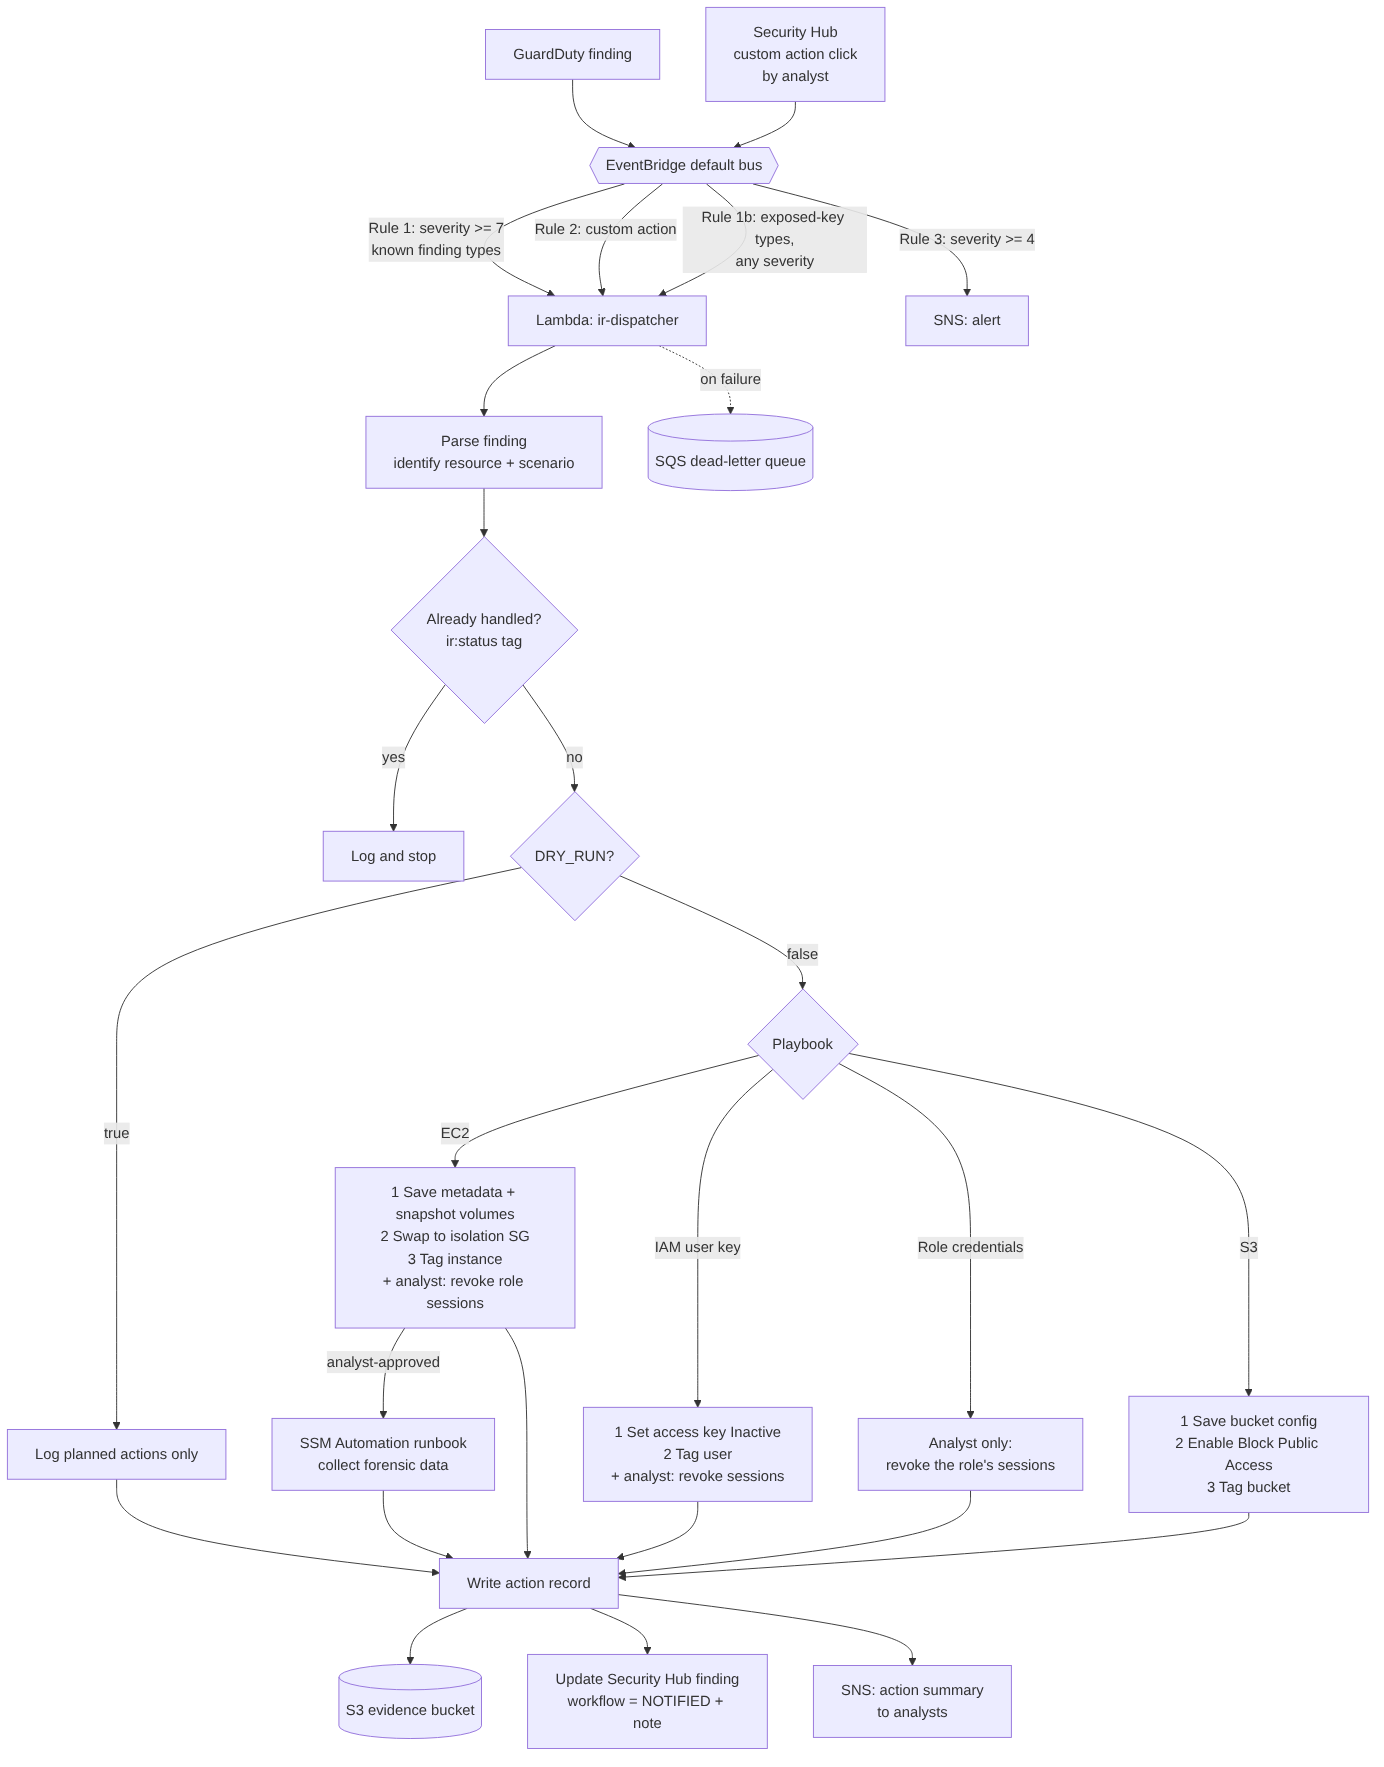 GuardDuty finding
Security Hub
custom action click
by analyst
EventBridge default bus
Rule 1: severity >= 7
known finding types
Rule 2: custom action
Rule 1b: exposed-key
types,
any severity
Rule 3: severity >= 4
Lambda: ir-dispatcher
SNS: alert
on failure
Parse finding
identify resource + scenario
SQS dead-letter queue
Already handled?
ir:status tag
yes
no
Log and stop
DRY_RUN?
false
Playbook
true
EC2
1 Save metadata +
snapshot volumes
2 Swap to isolation SG
3 Tag instance
+ analyst: revoke role
sessions
IAM user key
Role credentials
S3
analyst-approved
Log planned actions only
SSM Automation runbook
collect forensic data
1 Set access key Inactive
2 Tag user
+ analyst: revoke sessions
Analyst only:
revoke the role's sessions
1 Save bucket config
2 Enable Block Public
Access
3 Tag bucket
Write action record
S3 evidence bucket
Update Security Hub finding
workflow = NOTIFIED +
note
SNS: action summary
to analysts